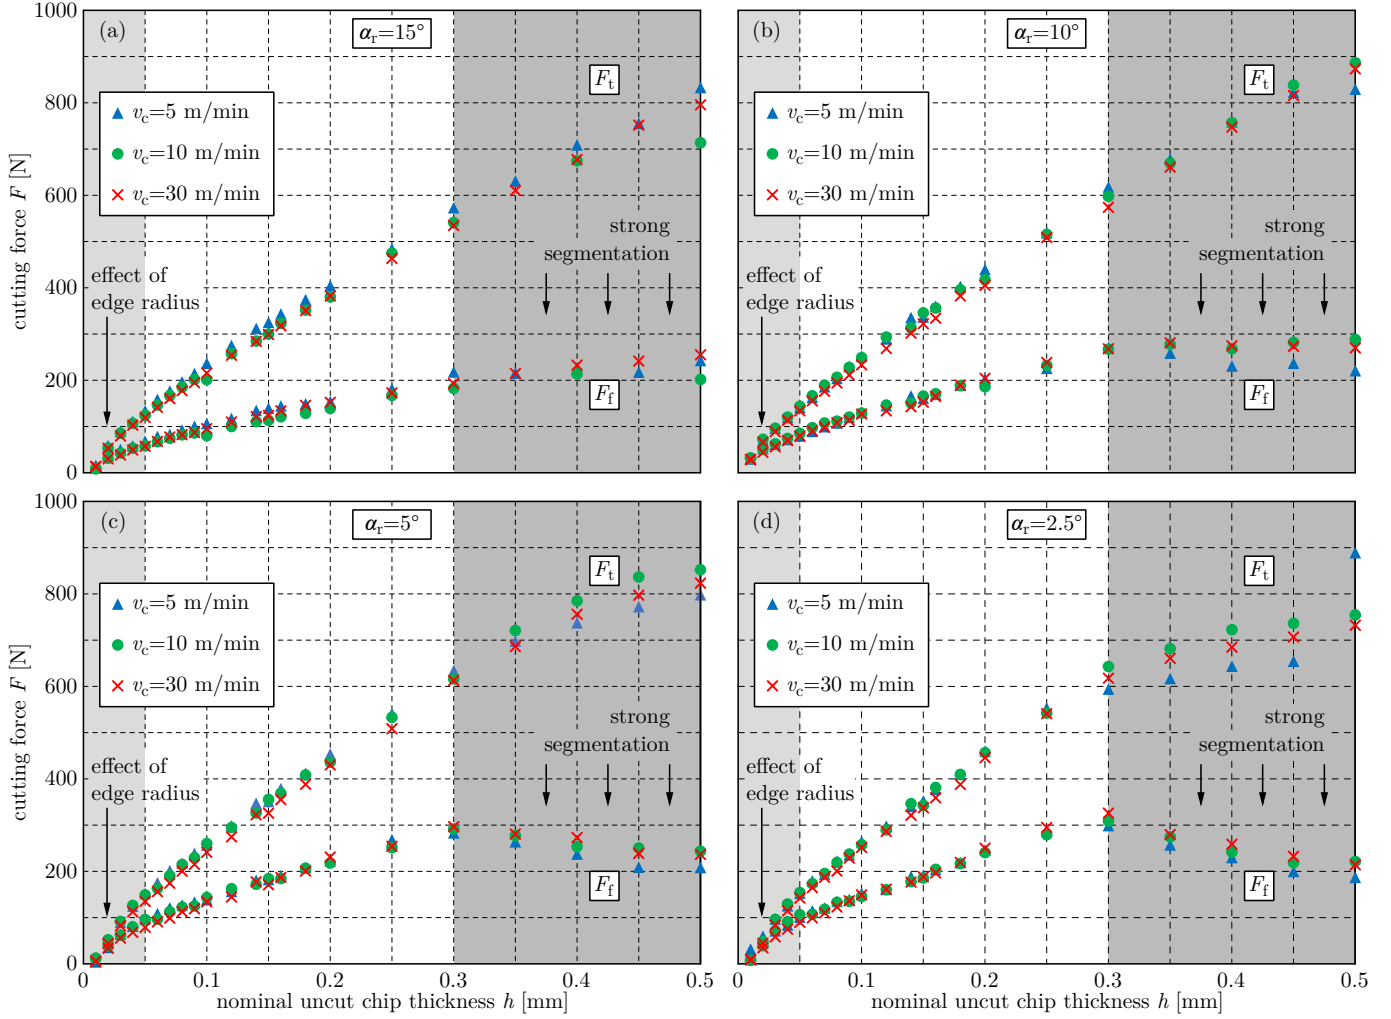 (a)
αr=15°
Ft
vc=5 m/min
vc=10 m/min
vc=30 m/min
strong
segmentation
effect of
edge radius
Ff
1000
800
600
400
200
0
cutting force F [N]
(b)
αr=10°
Ft
vc=5 m/min
vc=10 m/min
vc=30 m/min
strong
segmentation
effect of
edge radius
Ff
(c)
αr=5°
Ft
vc=5 m/min
vc=10 m/min
vc=30 m/min
strong
segmentation
effect of
edge radius
Ff
1000
800
600
400
200
0
cutting force F [N]
0 0.1 0.2 0.3 0.4 0.5
nominal uncut chip thickness h [mm]
(d)
αr=2.5°
Ft
vc=5 m/min
vc=10 m/min
vc=30 m/min
strong
segmentation
effect of
edge radius
Ff
0 0.1 0.2 0.3 0.4 0.5
nominal uncut chip thickness h [mm]